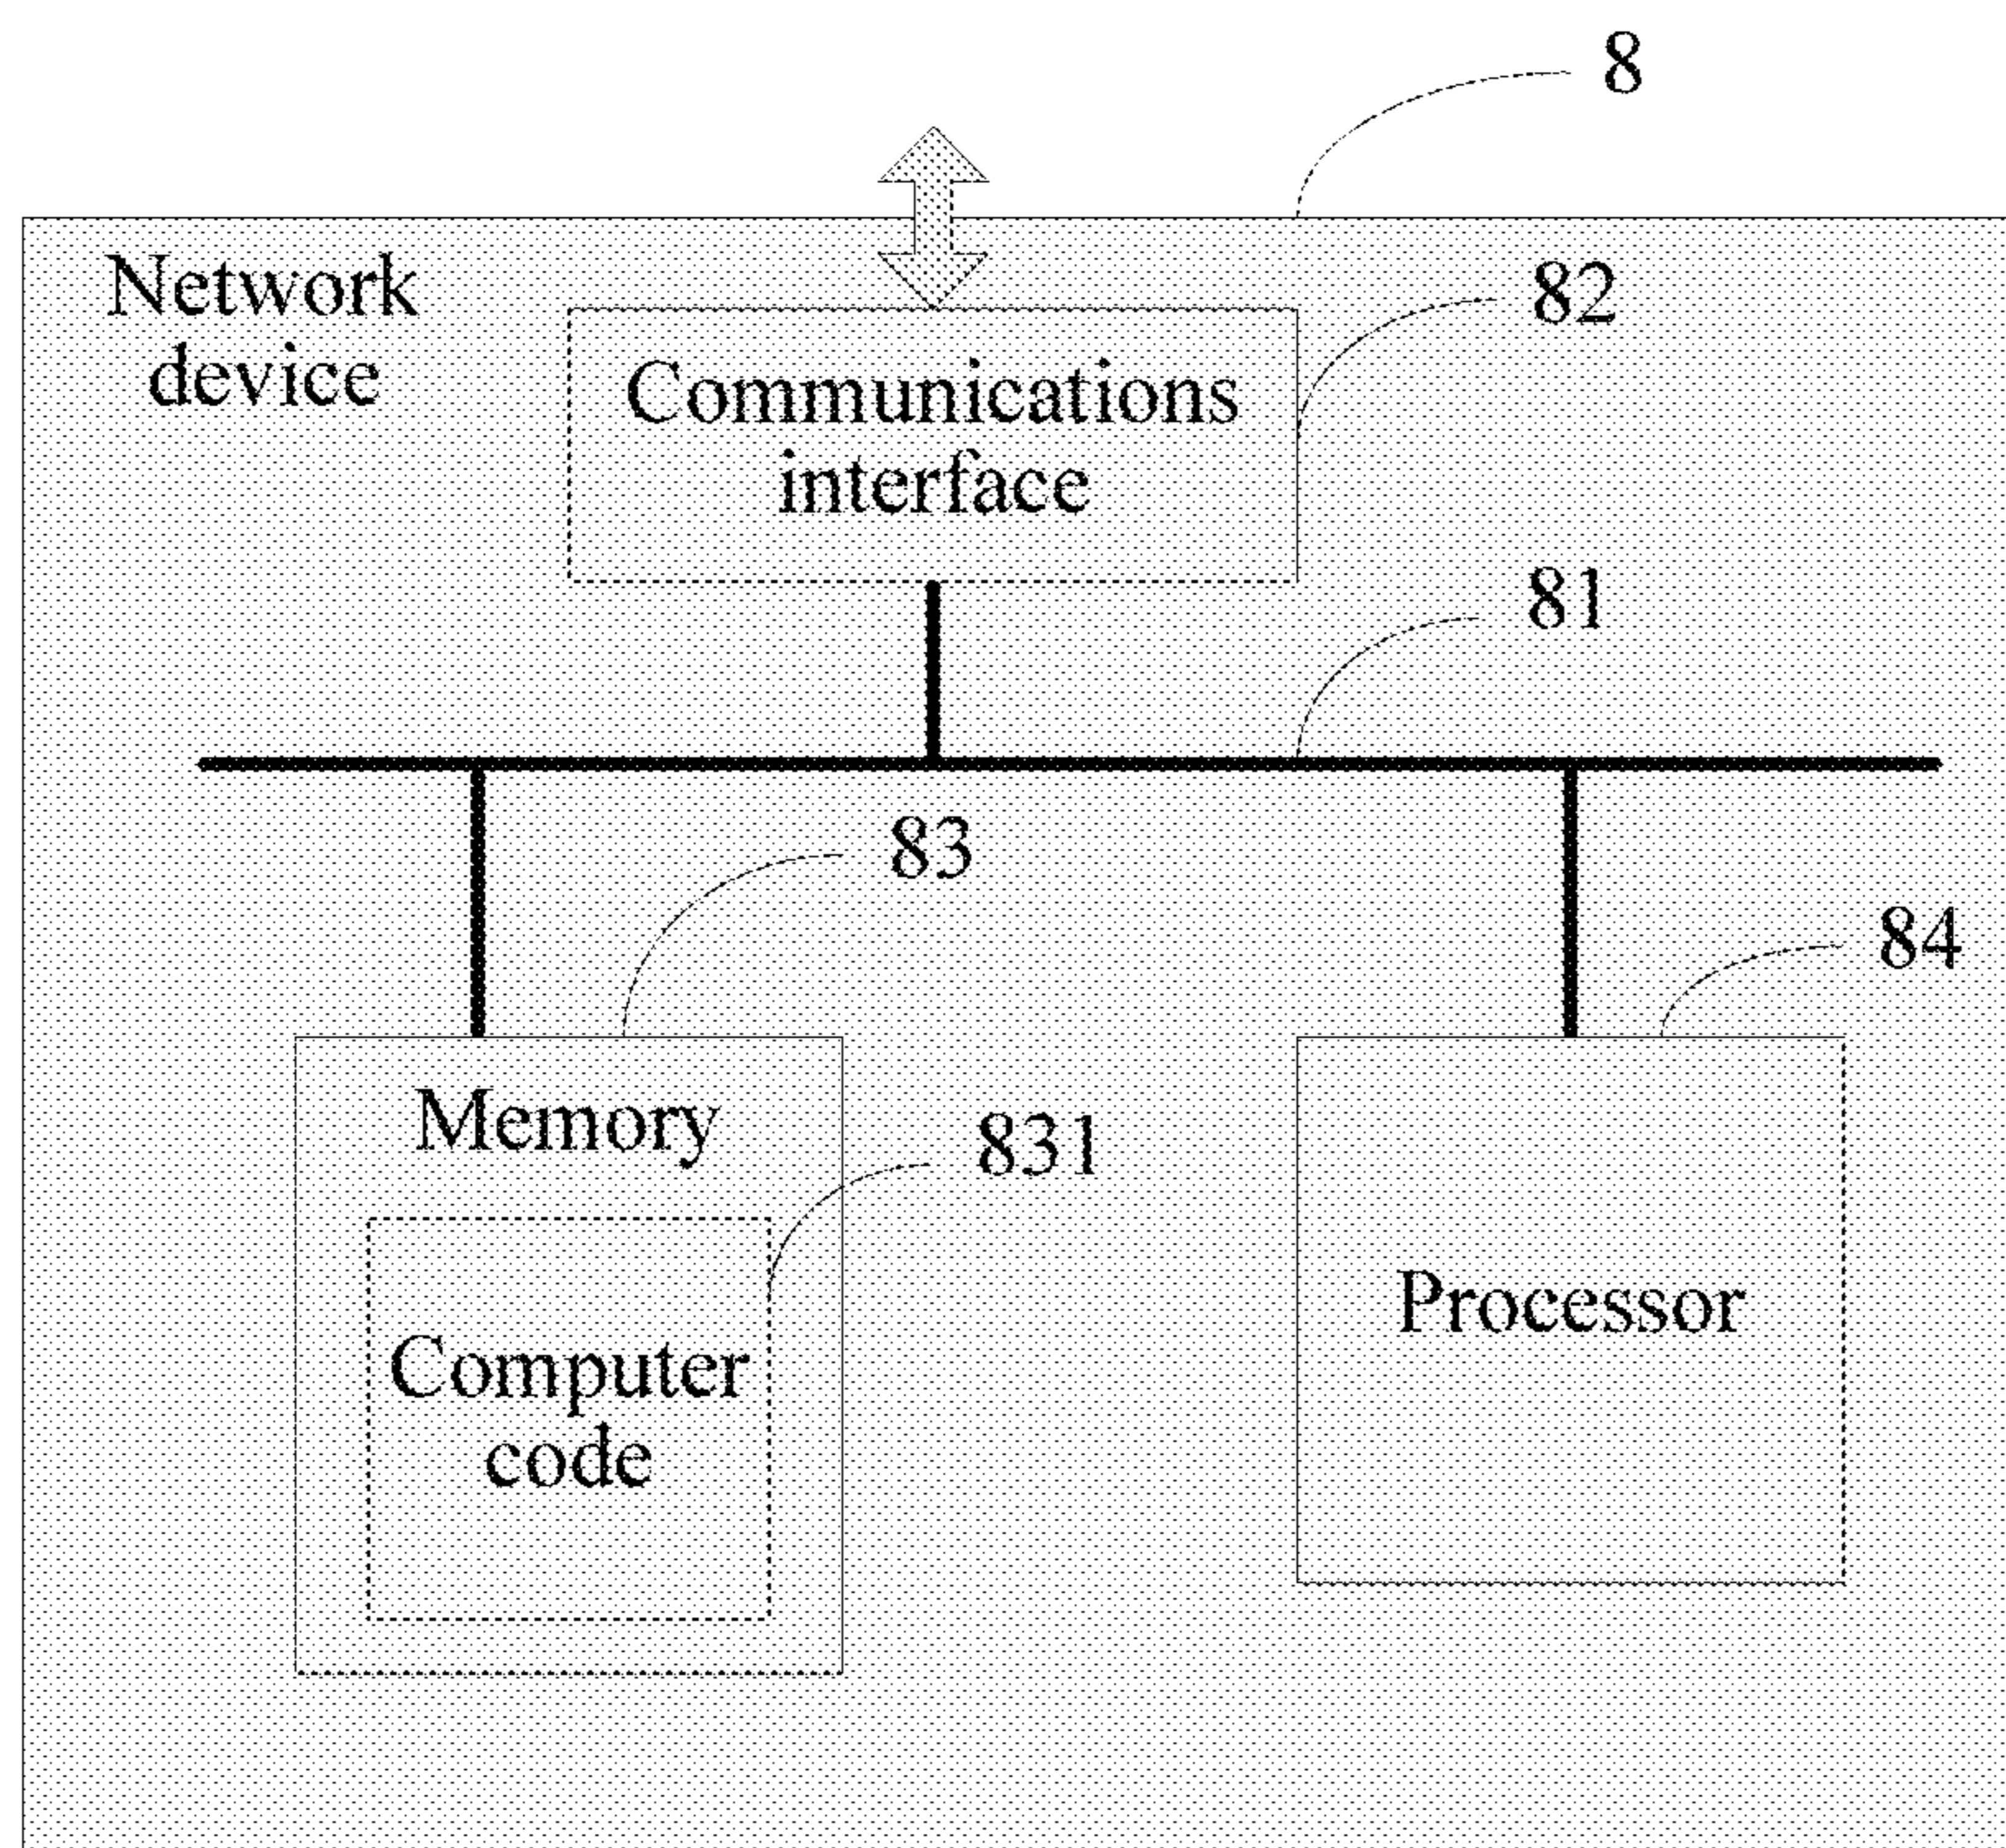 8
Network
device
82
Communications
interface
81
83
84
Memory
831
Processor
Computer
code